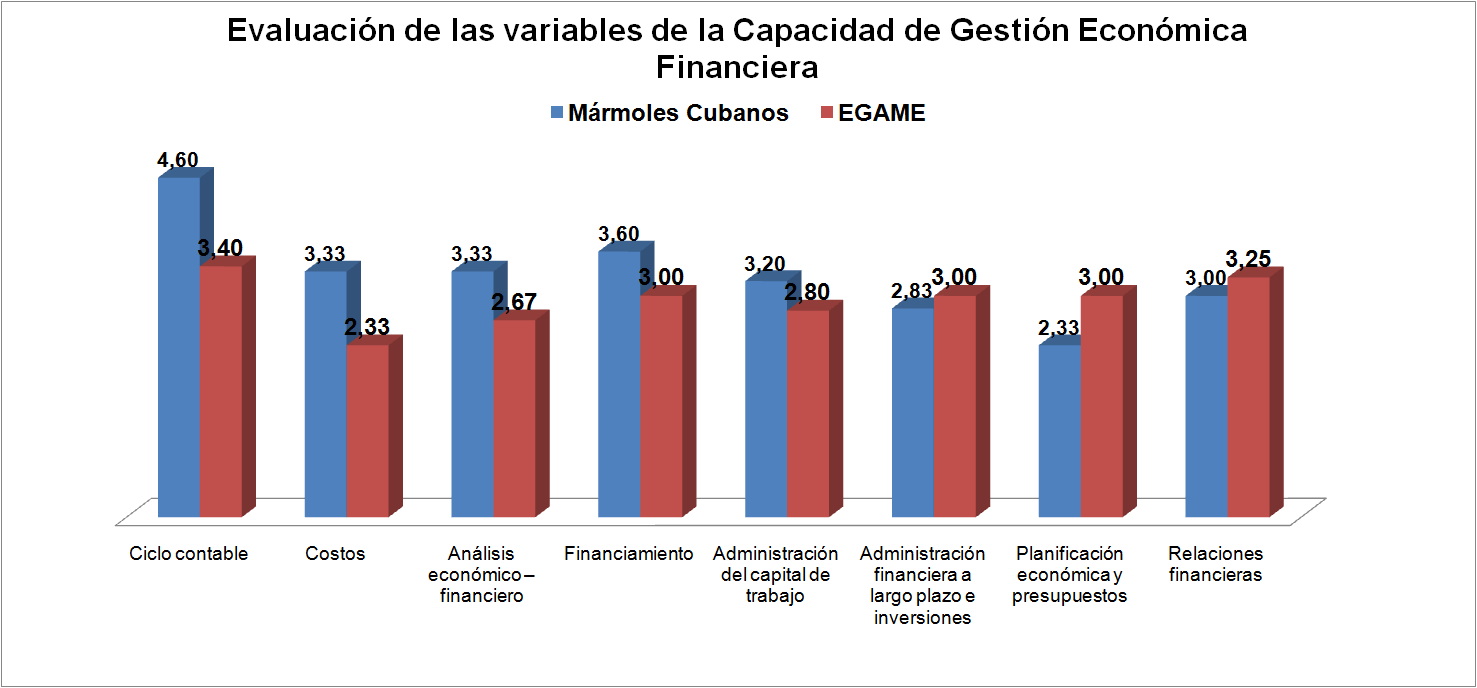 Evaluación de las variables de la Capacidad de Gestión Económica
Financiera
Mármoles Cubanos
EGAME
4,60
3,40
3,33
2,33
3,33
2,67
3,60
3,00
3,20
2,80
2,83
3,00
2,33
3,00
3,00
3,25
Ciclo contable
Costos
Análisis
económico –
financiero
Financiamiento
Administración
del capital de
trabajo
Administración
financiera a
largo plazo e
inversiones
Planificación
económica y
presupuestos
Relaciones
financieras